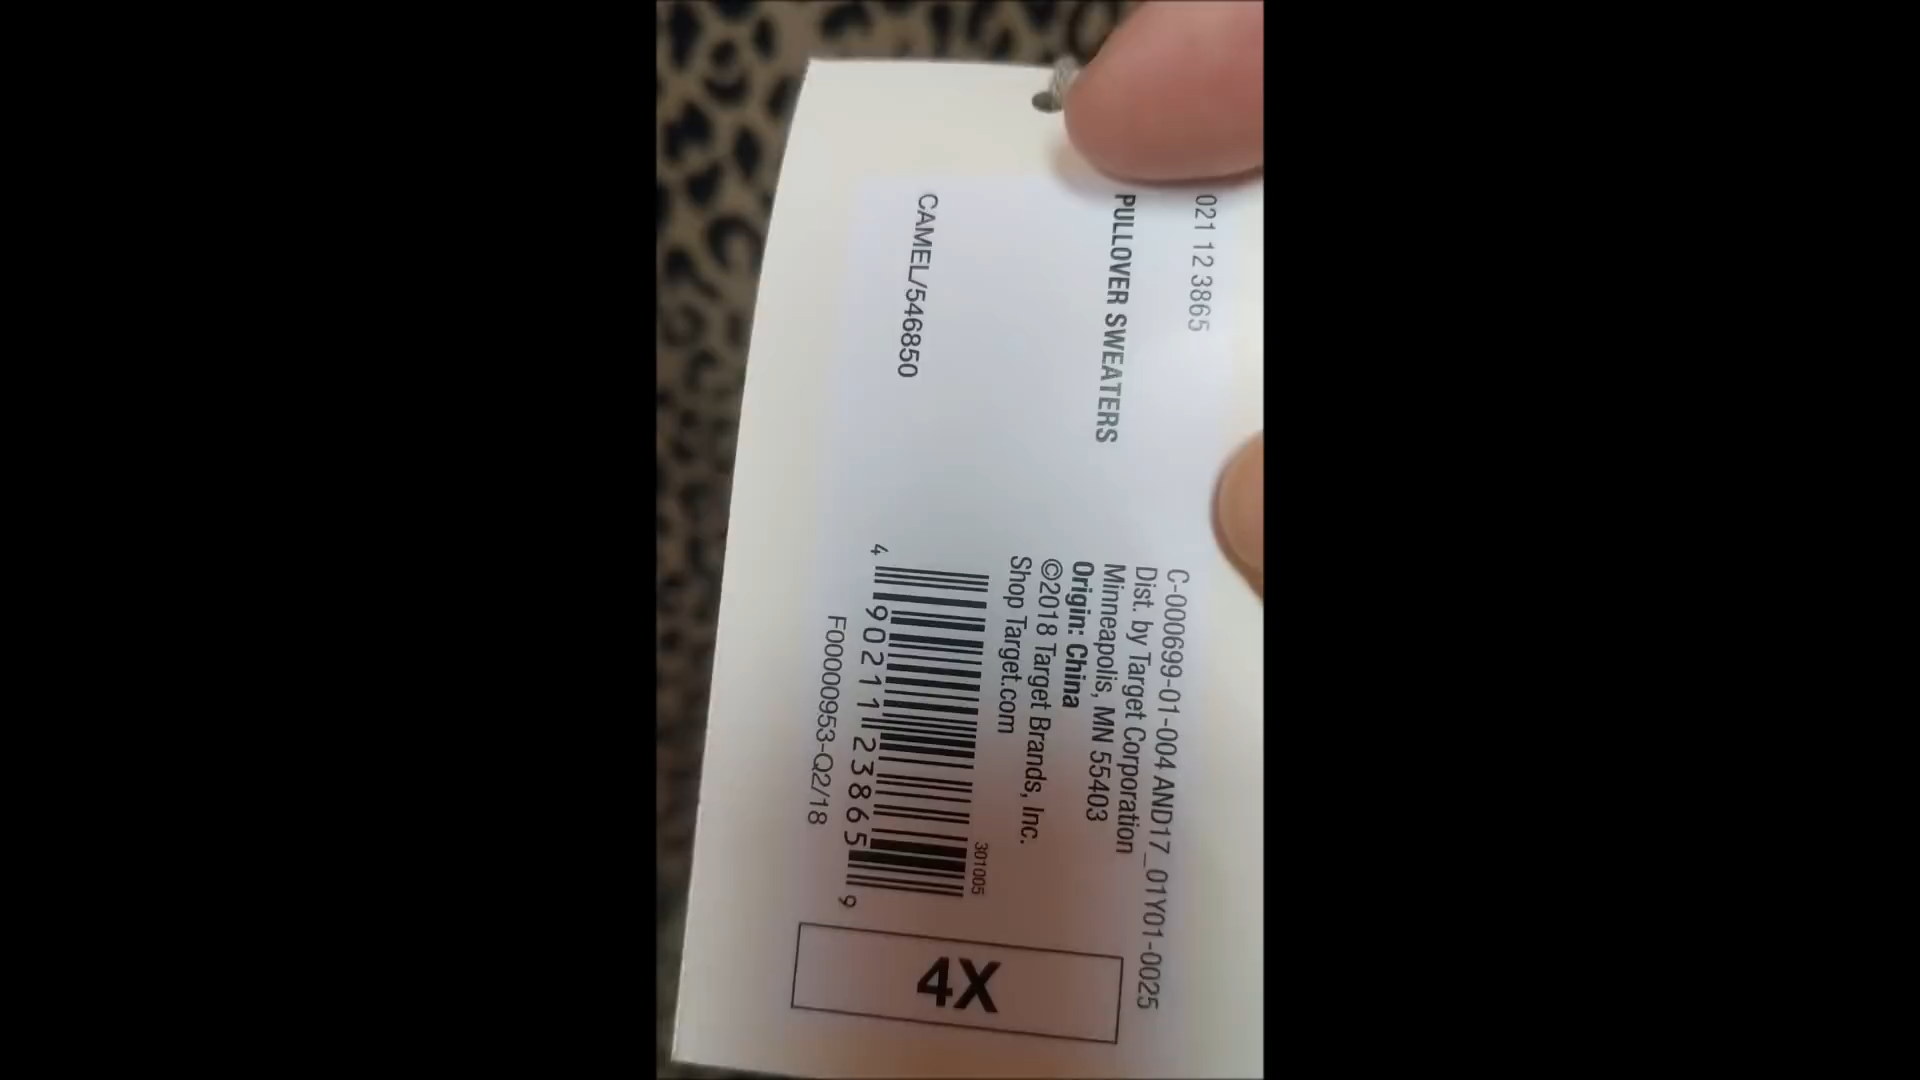 021 12 3865
PULLOVER SWEATERS
CAMEL/546850
C-000699-01-004 AND17_01Y01-0025
Dist. by Target Corporation
Minneapolis, MN 55403
Origin: China
©2018 Target Brands, Inc.
Shop Target.com
301005
4 902111 23865 9
F00000953-Q2/18
4X